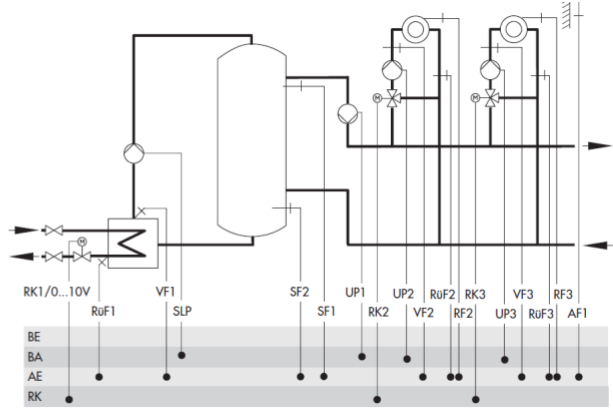 M M
M
RK1/0...10V VF1 SF2 UP1 UP2 RüF2 RK3 VF3 RF3
RüF1 SLP SF1 RK2 VF2 RF2 UP3 RüF3 AF1
BE
BA
AE
RK